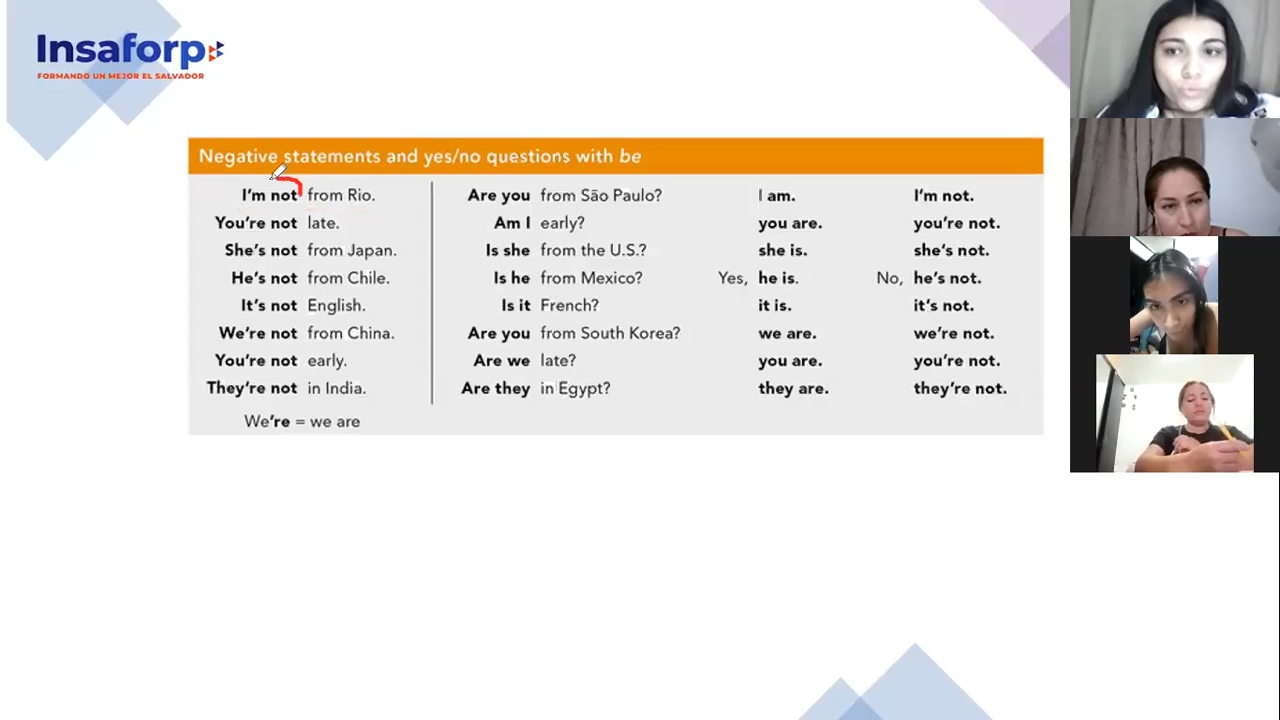 Insaforp
FORMANDO UN MEJOR EL SALVADOR
Negative statements and yes/no questions with be
I'm not from Rio. Are you from São Paulo? I am. I'm not.
You're not late. Am I early? you are. you're not.
She's not from Japan. Is she from the U.S.? she is. she's not.
He's not from Chile. Is he from Mexico? Yes, he is. No, he's not.
It's not English. Is it French? it is. it's not.
We're not from China. Are you from South Korea? we are. we're not.
You're not early. Are we late? you are. you're not.
They're not in India. Are they in Egypt? they are. they're not.
We're = we are